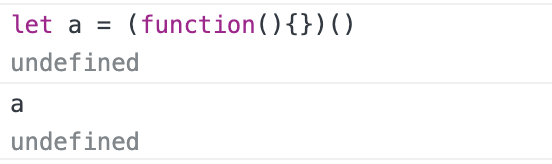 let a = (function(){})()
undefined
a
undefined